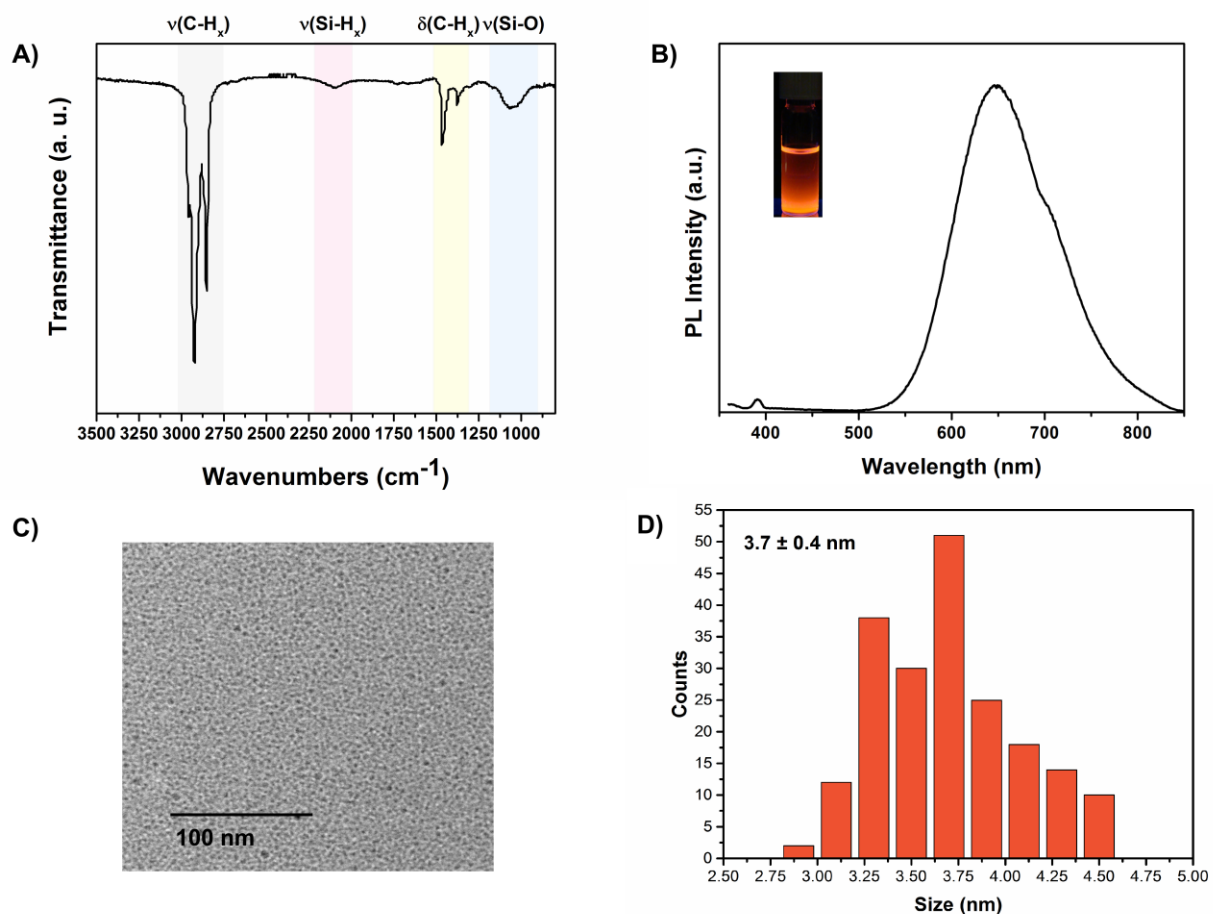 ν(C-Hₓ) ν(Si-Hₓ) δ(C-Hₓ) ν(Si-O)
A)
Transmittance (a. u.)
3500 3250 3000 2750 2500 2250 2000 1750 1500 1250 1000
Wavenumbers (cm⁻¹)
B)
PL Intensity (a.u.)
400 500 600 700 800
Wavelength (nm)
C)
100 nm
D)
3.7 ± 0.4 nm
Counts
55
50
45
40
35
30
25
20
15
10
5
0
2.50 2.75 3.00 3.25 3.50 3.75 4.00 4.25 4.50 4.75 5.00
Size (nm)